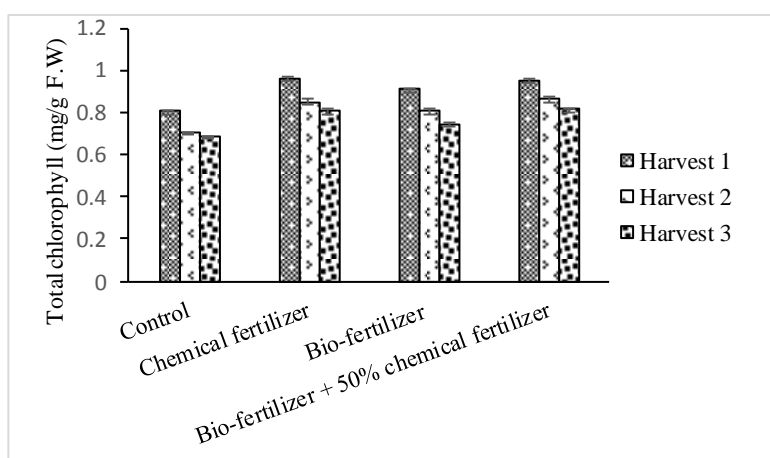 Total chlorophyll (mg/g F.W)
1.2
1
0.8
0.6
0.4
0.2
0
Control
Chemical fertilizer
Bio-fertilizer
Bio-fertilizer + 50% chemical fertilizer
Harvest 1
Harvest 2
Harvest 3